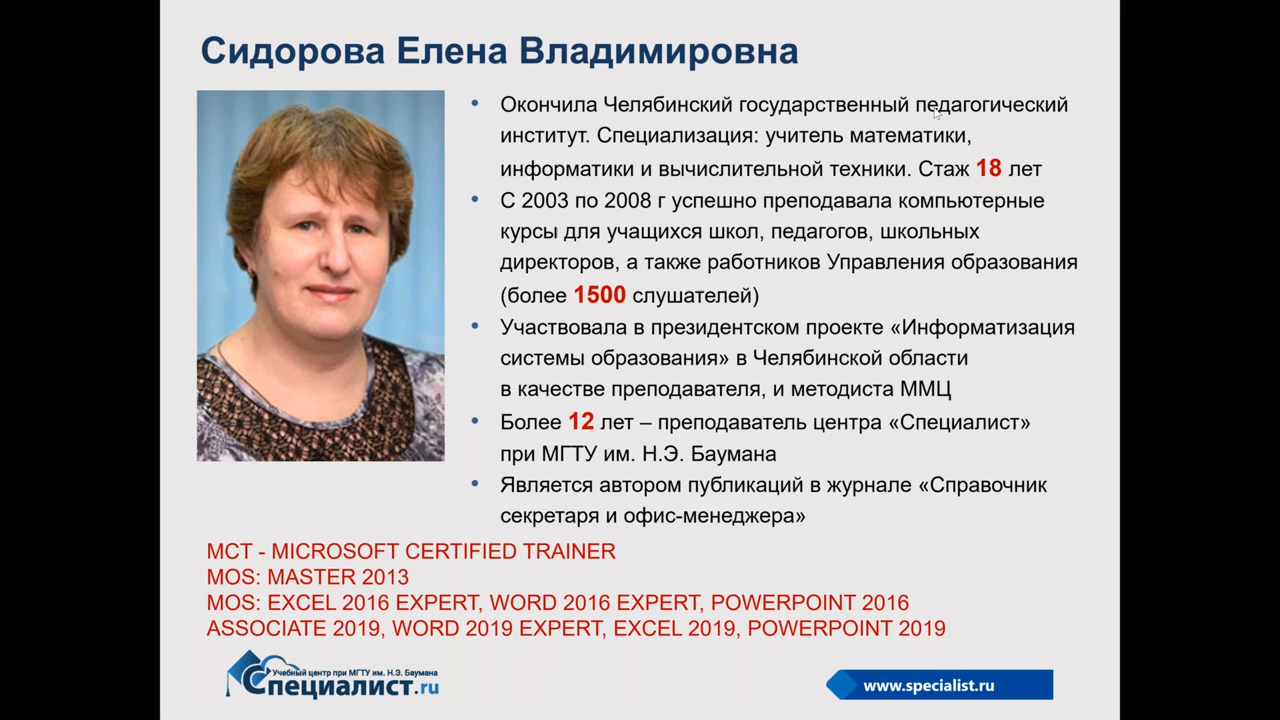 Сидорова Елена Владимировна
Окончила Челябинский государственный педагогический
институт. Специализация: учитель математики,
информатики и вычислительной техники. Стаж 18 лет
С 2003 по 2008 г успешно преподавала компьютерные
курсы для учащихся школ, педагогов, школьных
директоров, а также работников Управления образования
(более 1500 слушателей)
Участвовала в президентском проекте «Информатизация
системы образования» в Челябинской области
в качестве преподавателя, и методиста ММЦ
Более 12 лет – преподаватель центра «Специалист»
при МГТУ им. Н.Э. Баумана
Является автором публикаций в журнале «Справочник
секретаря и офис-менеджера»
MCT - MICROSOFT CERTIFIED TRAINER
MOS: MASTER 2013
MOS: EXCEL 2016 EXPERT, WORD 2016 EXPERT, POWERPOINT 2016
ASSOCIATE 2019, WORD 2019 EXPERT, EXCEL 2019, POWERPOINT 2019
Учебный центр при МГТУ им. Н.Э. Баумана
Специалист.ru
www.specialist.ru